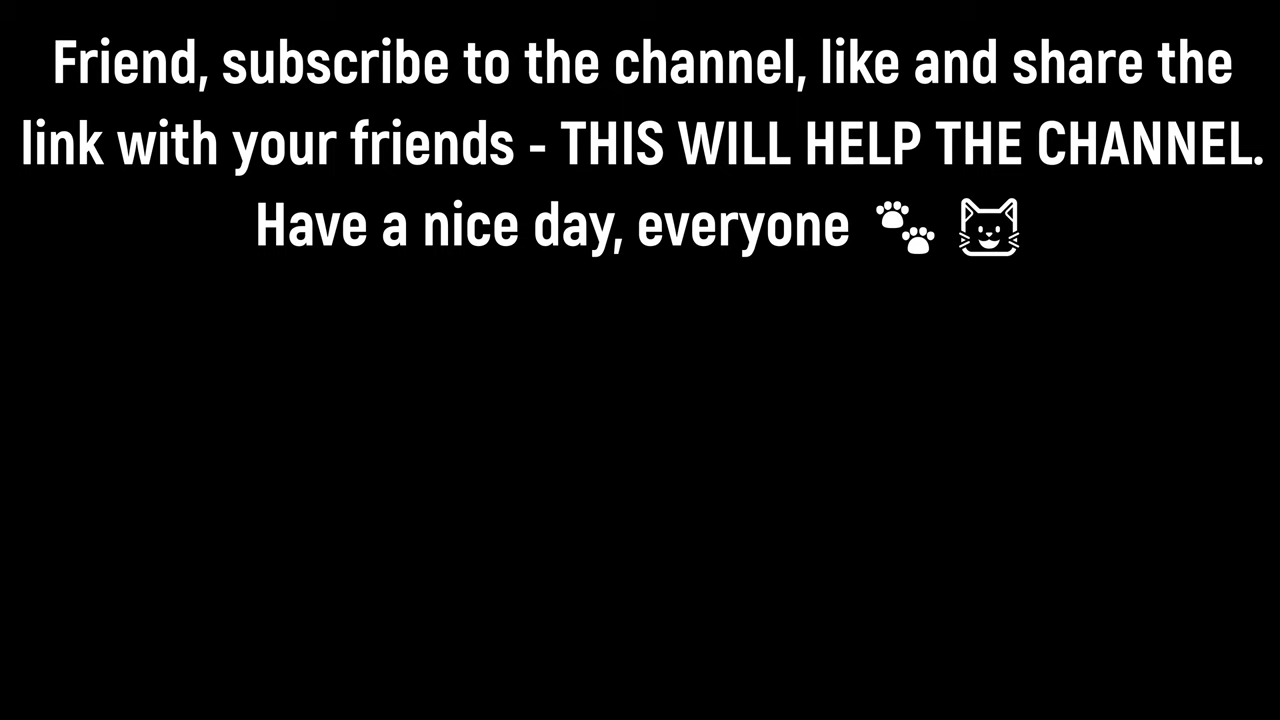 Friend, subscribe to the channel, like and share the
link with your friends - THIS WILL HELP THE CHANNEL.
Have a nice day, everyone 🐾 😺